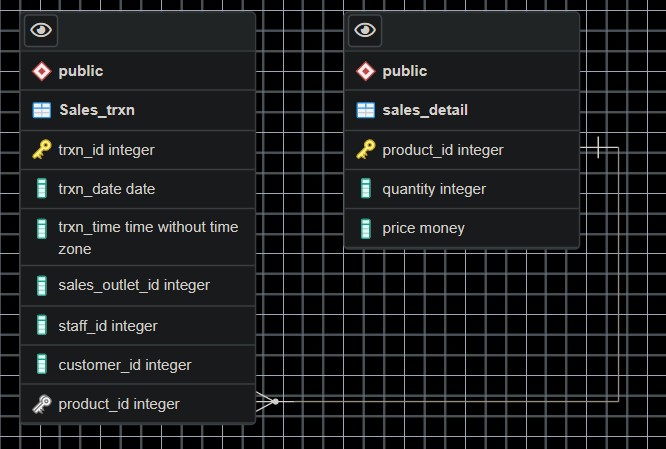 public
Sales_trxn
trxn_id integer
trxn_date date
trxn_time time without time
zone
sales_outlet_id integer
staff_id integer
customer_id integer
product_id integer
public
sales_detail
product_id integer
quantity integer
price money